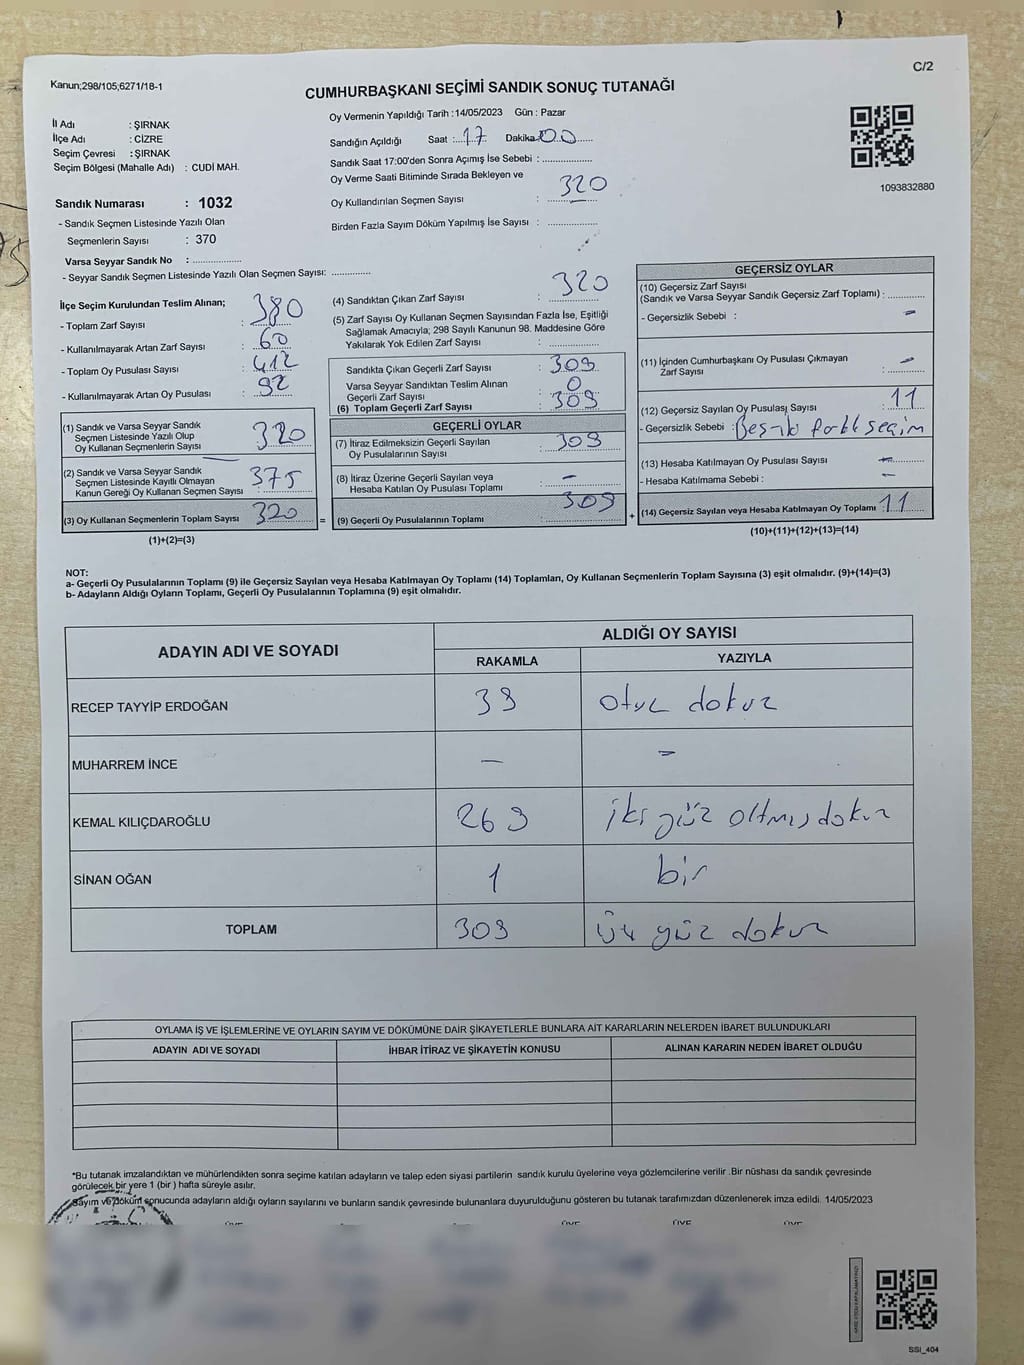 C/2
Kanun;298/105;6271/18-1
CUMHURBAŞKANI SEÇİMİ SANDIK SONUÇ TUTANAĞI
İl Adı : ŞIRNAK
İlçe Adı : CİZRE
Seçim Çevresi : ŞIRNAK
Seçim Bölgesi (Mahalle Adı) : CUDİ MAH.
Oy Vermenin Yapıldığı Tarih :14/05/2023 Gün : Pazar
Sandığın Açıldığı Saat : 17 Dakika 00
Sandık Saat 17:00'den Sonra Açımış İse Sebebi :
Oy Verme Saati Bitiminde Sırada Bekleyen ve
Oy Kullandırılan Seçmen Sayısı : 320
Birden Fazla Sayım Döküm Yapılmış İse Sayısı :
1093832880
Sandık Numarası : 1032
- Sandık Seçmen Listesinde Yazılı Olan
Seçmenlerin Sayısı : 370
Varsa Seyyar Sandık No :
- Seyyar Sandık Seçmen Listesinde Yazılı Olan Seçmen Sayısı:
İlçe Seçim Kurulundan Teslim Alınan;
- Toplam Zarf Sayısı : 380
- Kullanılmayarak Artan Zarf Sayısı : 60
- Toplam Oy Pusulası Sayısı : 412
- Kullanılmayarak Artan Oy Pusulası : 92
(1) Sandık ve Varsa Seyyar Sandık
Seçmen Listesinde Yazılı Olup
Oy Kullanan Seçmenlerin Sayısı 320
(2) Sandık ve Varsa Seyyar Sandık
Seçmen Listesinde Kayıtlı Olmayan
Kanun Gereği Oy Kullanan Seçmen Sayısı : 375
(3) Oy Kullanan Seçmenlerin Toplam Sayısı 320 =
(1)+(2)=(3)
(4) Sandıktan Çıkan Zarf Sayısı : 320
(5) Zarf Sayısı Oy Kullanan Seçmen Sayısından Fazla İse, Eşitliği
Sağlamak Amacıyla; 298 Sayılı Kanunun 98. Maddesine Göre
Yakılarak Yok Edilen Zarf Sayısı :
Sandıkta Çıkan Geçerli Zarf Sayısı : 309
Varsa Seyyar Sandıktan Teslim Alınan
Geçerli Zarf Sayısı : 0
(6) Toplam Geçerli Zarf Sayısı : 309
GEÇERLİ OYLAR
(7) İtiraz Edilmeksizin Geçerli Sayılan
Oy Pusulalarının Sayısı : 309
(8) İtiraz Üzerine Geçerli Sayılan veya
Hesaba Katılan Oy Pusulası Toplamı : -
(9) Geçerli Oy Pusulalarının Toplamı : 309 +
GEÇERSİZ OYLAR
(10) Geçersiz Zarf Sayısı
(Sandık ve Varsa Seyyar Sandık Geçersiz Zarf Toplamı) :
- Geçersizlik Sebebi : -
(11) İçinden Cumhurbaşkanı Oy Pusulası Çıkmayan
Zarf Sayısı : -
(12) Geçersiz Sayılan Oy Pusulası Sayısı : 11
- Geçersizlik Sebebi : seçim
(13) Hesaba Katılmayan Oy Pusulası Sayısı : -
- Hesaba Katılmama Sebebi : -
(14) Geçersiz Sayılan veya Hesaba Katılmayan Oy Toplamı : 11
(10)+(11)+(12)+(13)=(14)
NOT:
a- Geçerli Oy Pusulalarının Toplamı (9) ile Geçersiz Sayılan veya Hesaba Katılmayan Oy Toplamı (14) Toplamları, Oy Kullanan Seçmenlerin Toplam Sayısına (3) eşit olmalıdır. (9)+(14)=(3)
b- Adayların Aldığı Oyların Toplamı, Geçerli Oy Pusulalarının Toplamına (9) eşit olmalıdır.
ADAYIN ADI VE SOYADI
ALDIĞI OY SAYISI
RAKAMLA YAZIYLA
RECEP TAYYİP ERDOĞAN 39 otuz dokuz
MUHARREM İNCE - -
KEMAL KILIÇDAROĞLU 269 iki yüz altmış dokuz
SİNAN OĞAN 1 bir
TOPLAM 309 üç yüz dokuz
OYLAMA İŞ VE İŞLEMLERİNE VE OYLARIN SAYIM VE DÖKÜMÜNE DAİR ŞİKAYETLERLE BUNLARA AİT KARARLARIN NELERDEN İBARET BULUNDUKLARI
ADAYIN ADI VE SOYADI İHBAR İTİRAZ VE ŞİKAYETİN KONUSU ALINAN KARARIN NEDEN İBARET OLDUĞU
*Bu tutanak imzalandıktan ve mühürlendikten sonra seçime katılan adayların ve talep eden siyasi partilerin sandık kurulu üyelerine veya gözlemcilerine verilir .Bir nüshası da sandık çevresinde
görülecek bir yere 1 (bir ) hafta süreyle asılır.
Sayım ve döküm sonucunda adayların aldığı oyların sayılarını ve bunların sandık çevresinde bulunanlara duyurulduğunu gösteren bu tutanak tarafımızdan düzenlenerek imza edildi. 14/05/2023
ÜYE ÜYE ÜYE ÜYE
SSI_404